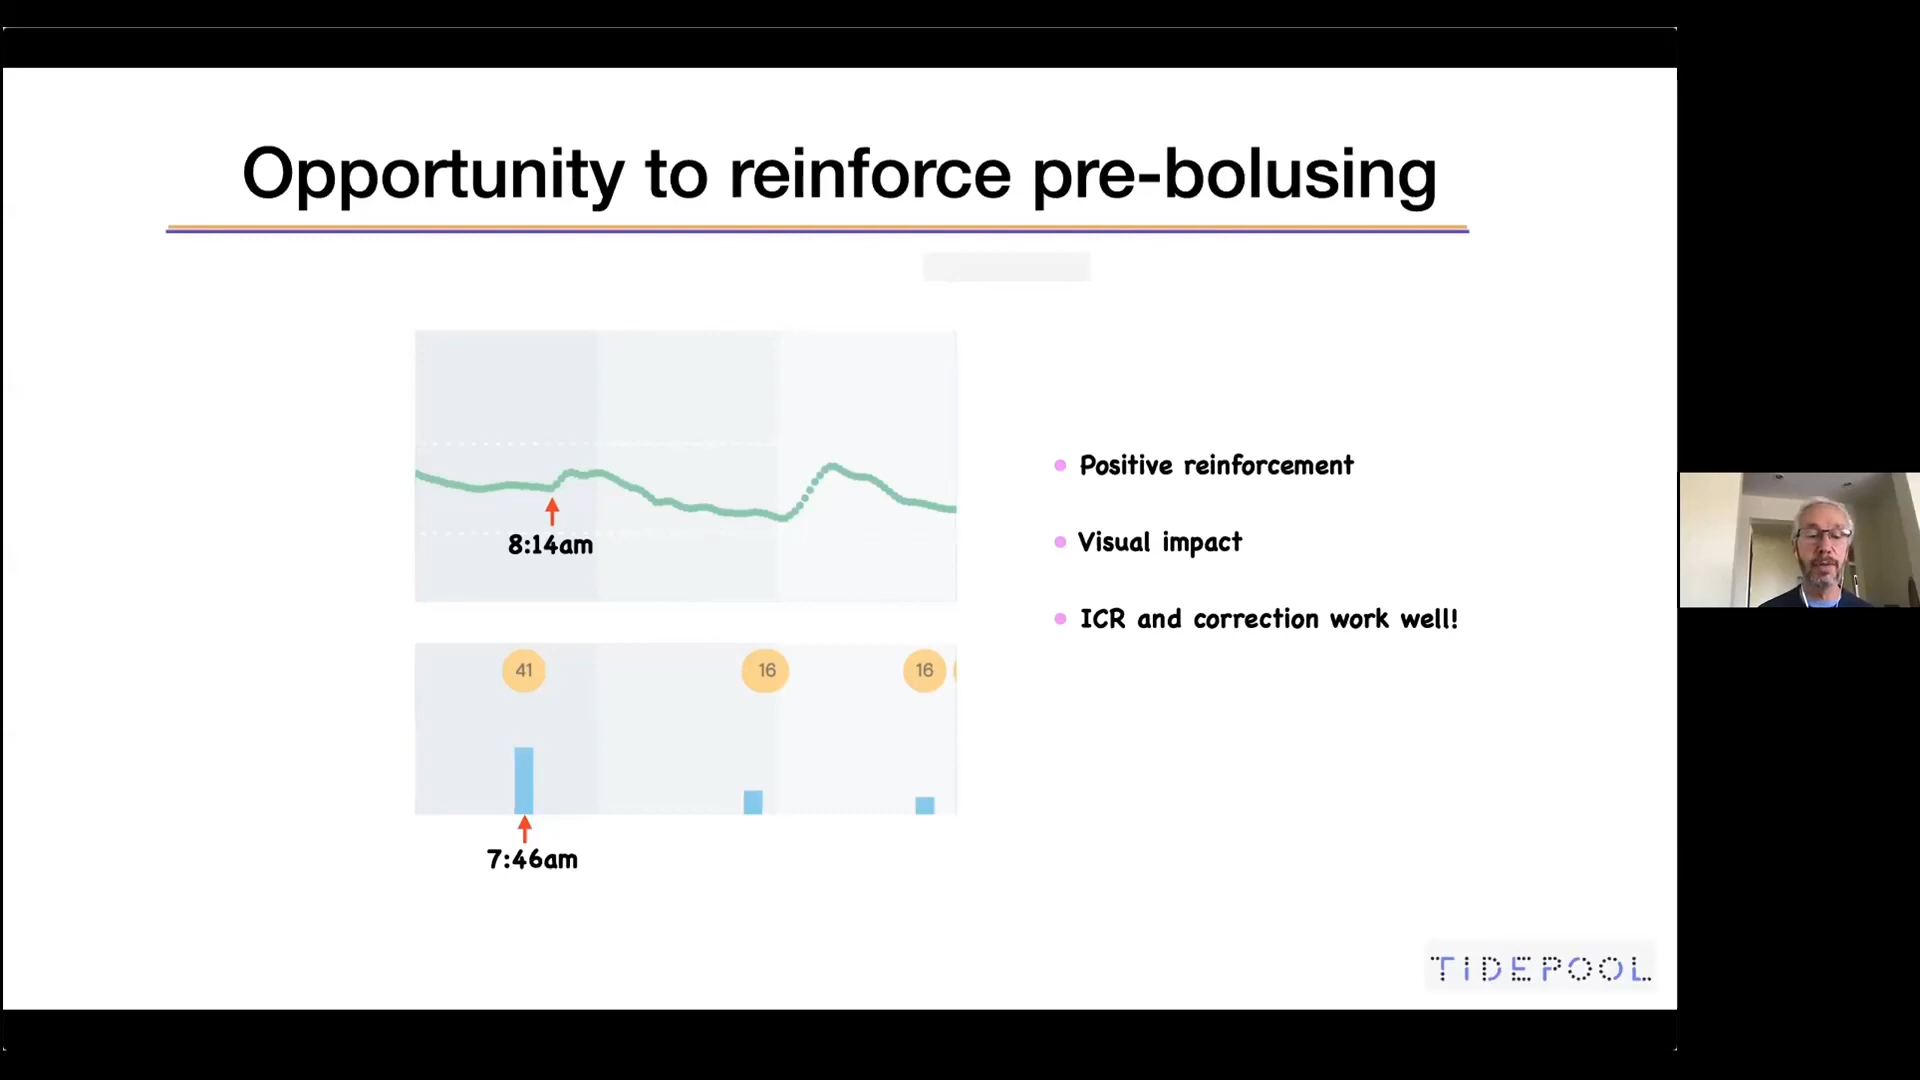 Opportunity to reinforce pre-bolusing
8:14am
41
16
16
7:46am
Positive reinforcement
Visual impact
ICR and correction work well!
TIDEPOOL